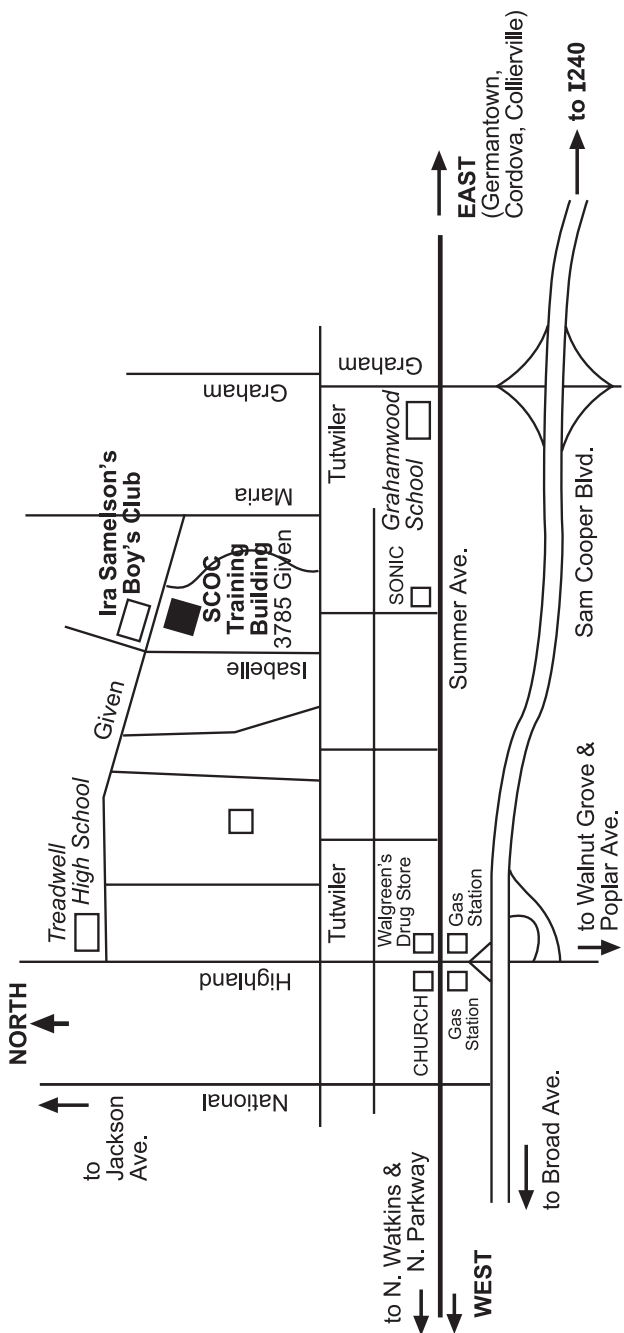 NORTH
to
Jackson
Ave.
Treadwell
High School
Given
Ira Samelson's
Boy's Club
SCOC
Training
Building
3785 Given
National
Highland
Isabelle
Maria
Graham
Graham
Tutwiler
Tutwiler
CHURCH
Walgreen's
Drug Store
SONIC
Grahamwood
School
to N. Watkins &
N. Parkway
WEST
Gas
Station
Gas
Station
Summer Ave.
EAST
(Germantown,
Cordova, Collierville)
to Broad Ave.
to Walnut Grove &
Poplar Ave.
Sam Cooper Blvd.
to I240